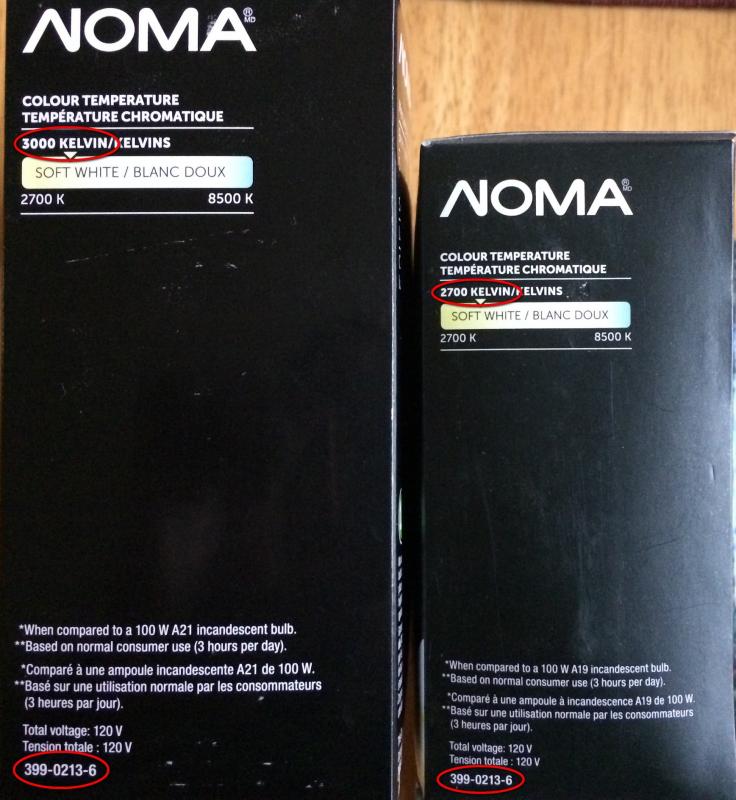 NOMA
®
MD
COLOUR TEMPERATURE
TEMPÉRATURE CHROMATIQUE
3000 KELVIN/KELVINS
SOFT WHITE / BLANC DOUX
2700 K 8500 K
*When compared to a 100 W A21 incandescent bulb.
**Based on normal consumer use (3 hours per day).
*Comparé à une ampoule incandescente A21 de 100 W.
**Basé sur une utilisation normale par les consommateurs
(3 heures par jour).
Total voltage: 120 V
Tension totale : 120 V
399-0213-6
NOMA
®
MD
COLOUR TEMPERATURE
TEMPÉRATURE CHROMATIQUE
2700 KELVIN/KELVINS
SOFT WHITE / BLANC DOUX
2700 K 8500 K
*When compared to a 100 W A19 incandescent bulb.
**Based on normal consumer use (3 hours per day).
*Comparé à une ampoule à incandescence A19 de 100 W.
**Basé sur une utilisation normale par les consommateurs
(3 heures par jour).
Total voltage: 120 V
Tension totale : 120 V
399-0213-6